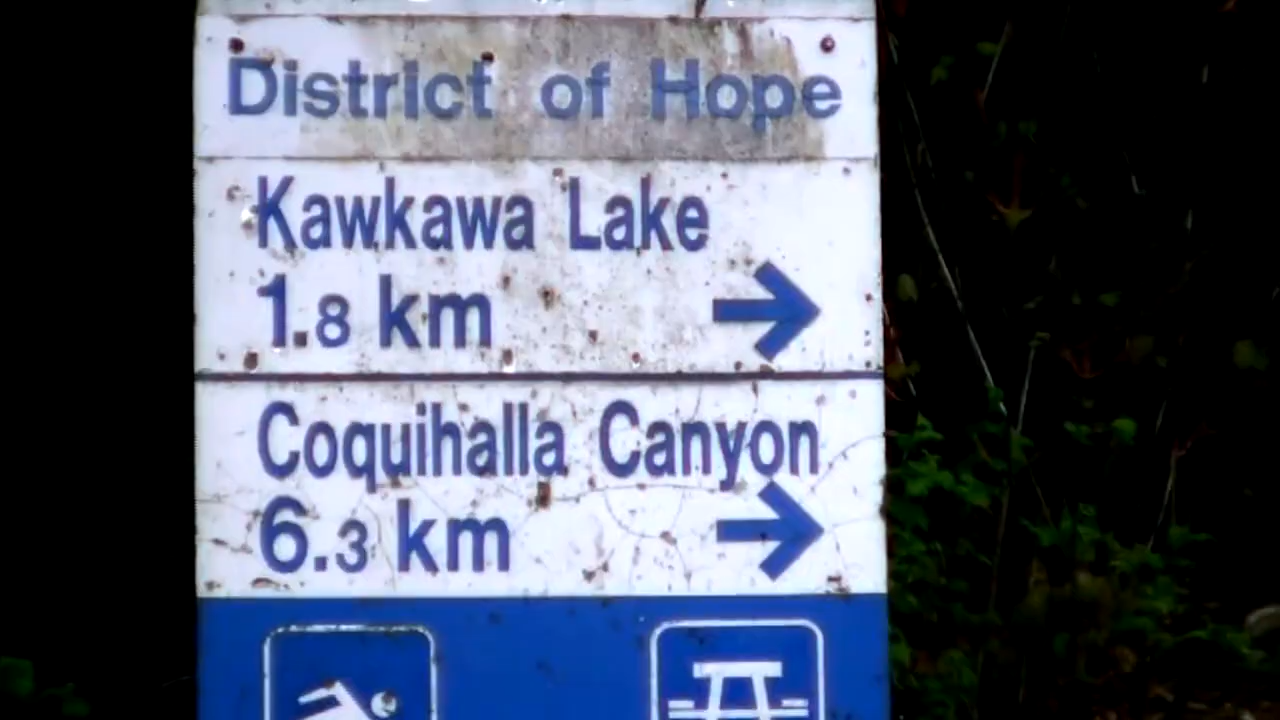 District of Hope
Kawkawa Lake
1.8 km
Coquihalla Canyon
6.3 km